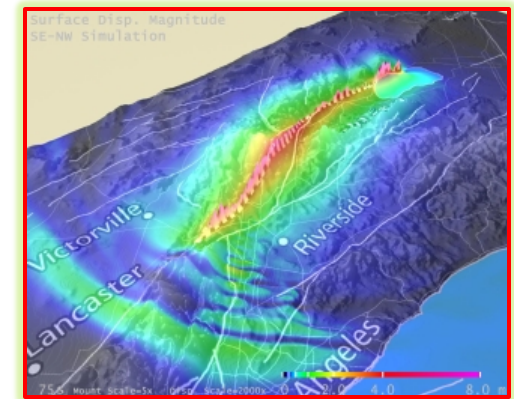 Surface Disp. Magnitude
SE-NW Simulation
Victorville
Riverside
Lancaster
Angeles
75S Mount Scale=5x Disp. Scale=2000x .0 2.0 4.0 8.0 m